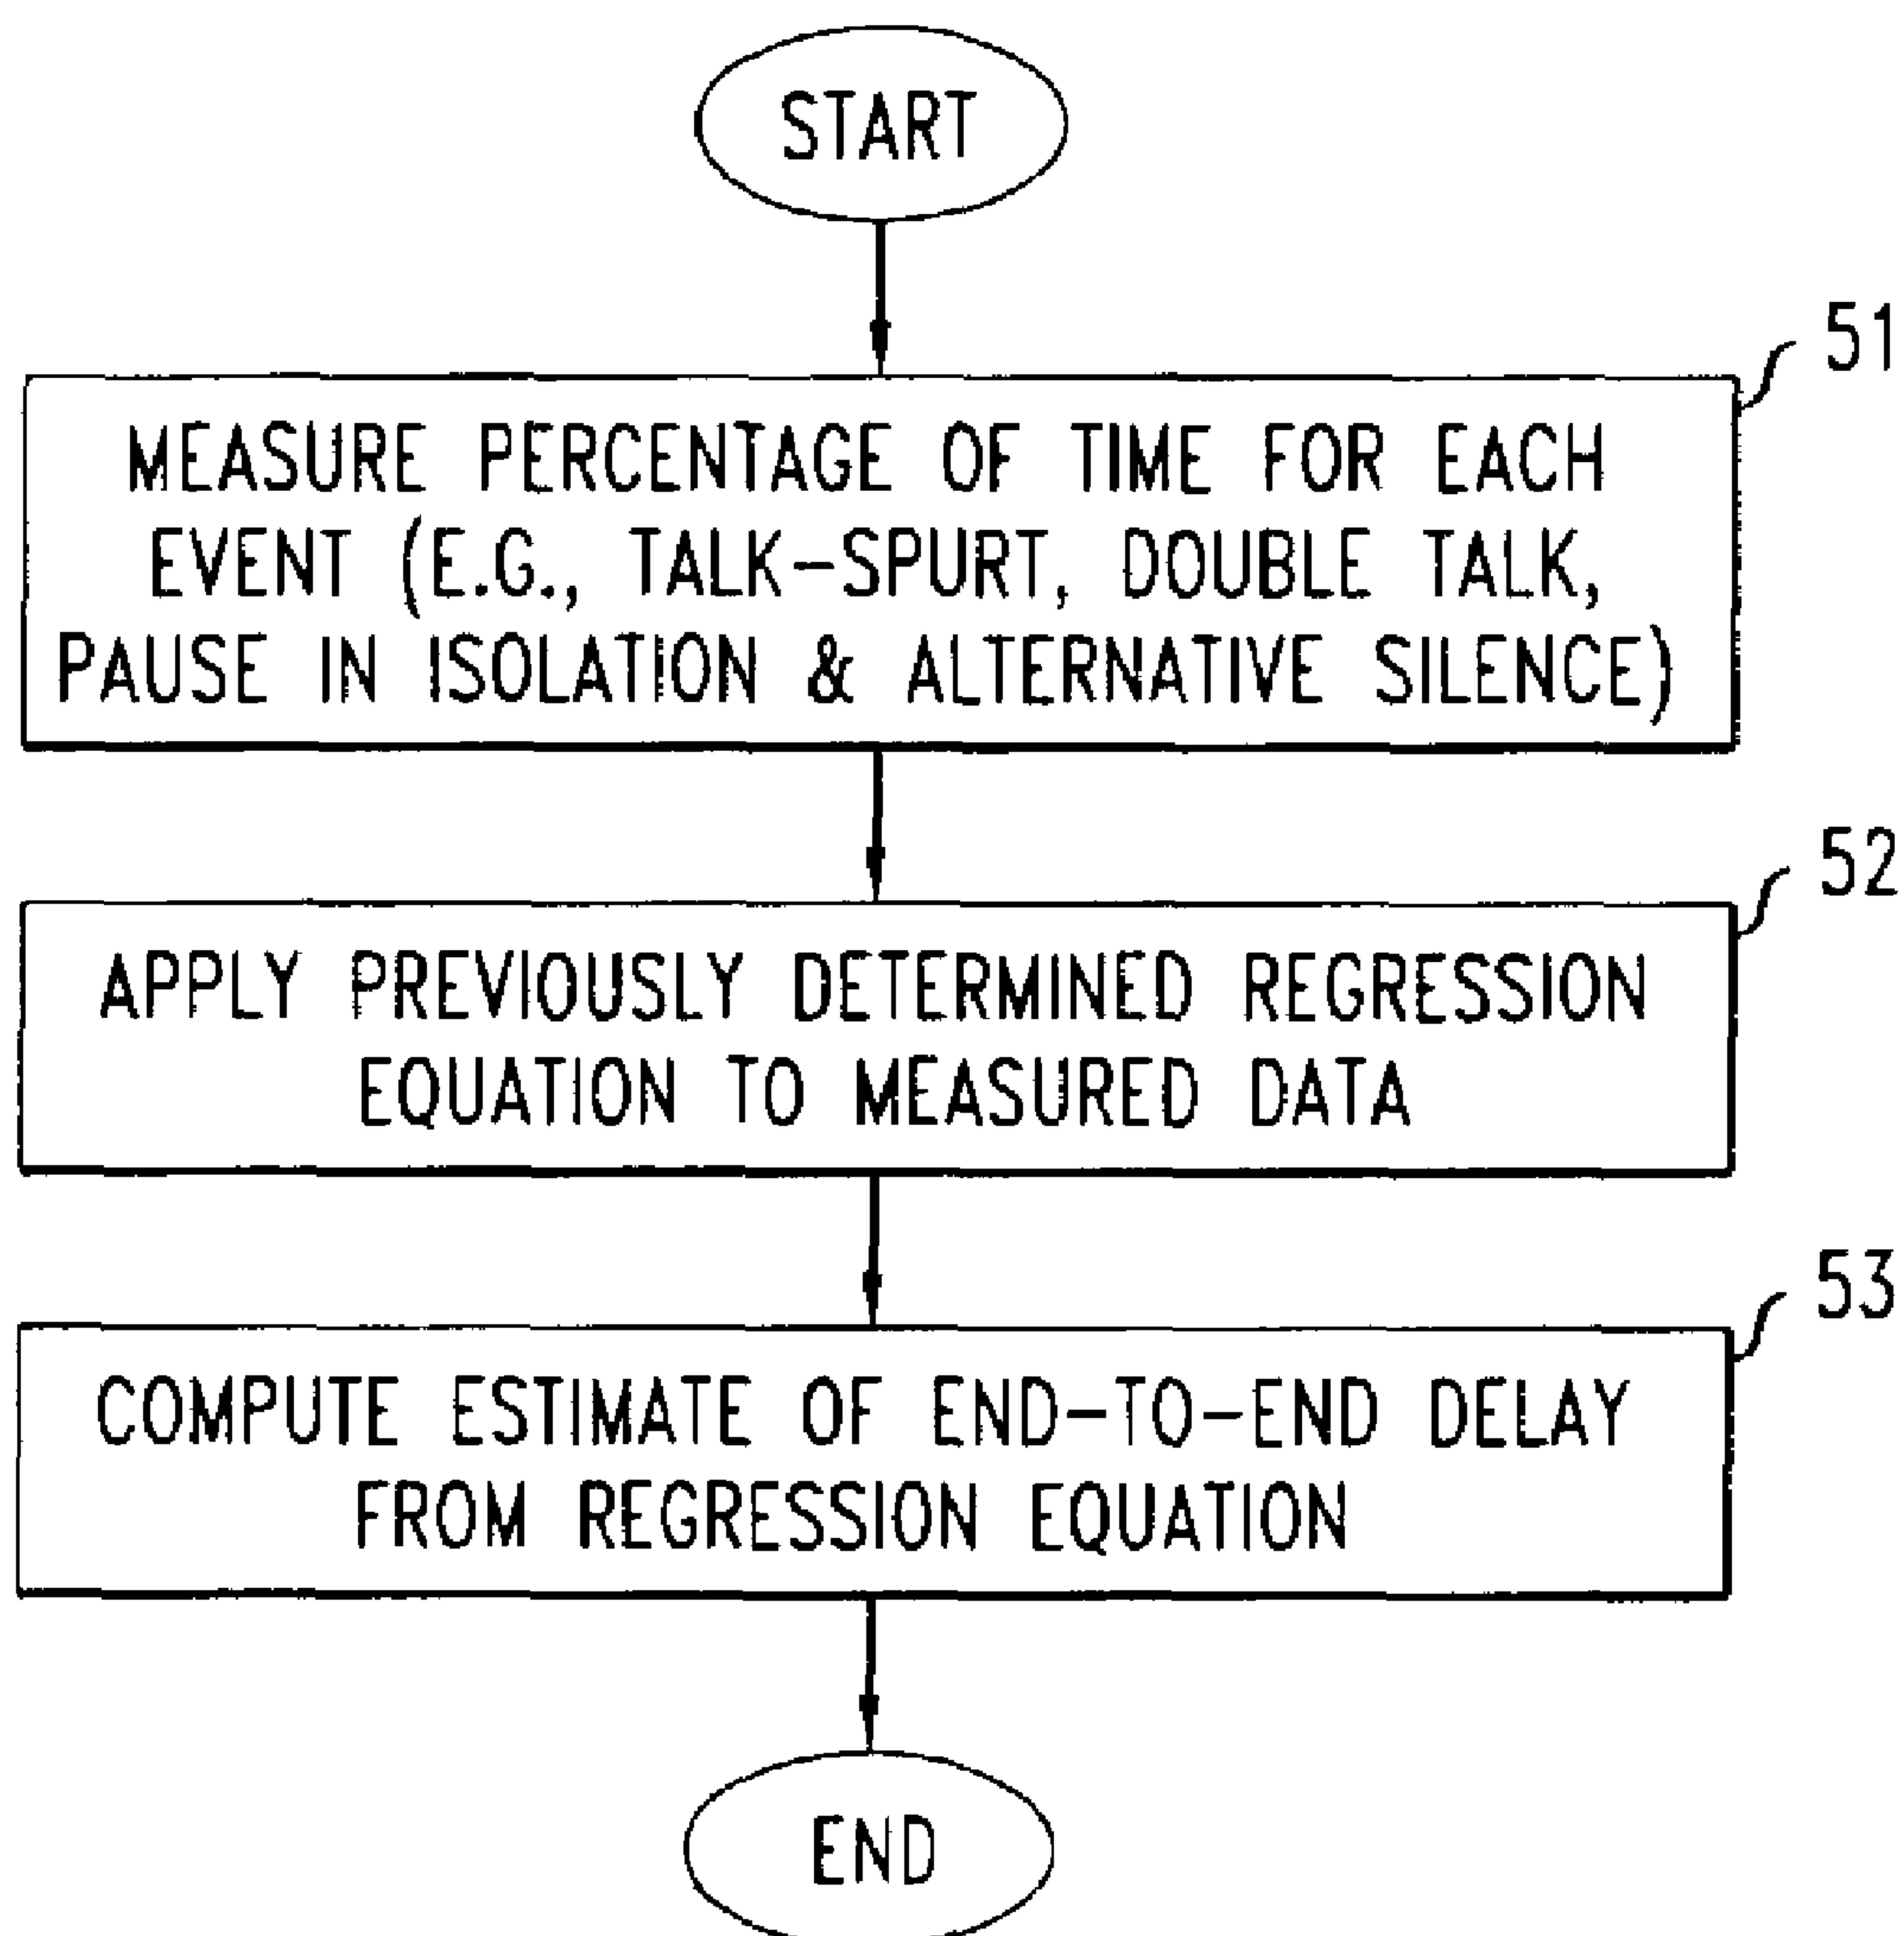 START
51
MEASURE PERCENTAGE OF TIME FOR EACH
EVENT (E.G., TALK-SPURT, DOUBLE TALK,
PAUSE IN ISOLATION & ALTERNATIVE SILENCE)
52
APPLY PREVIOUSLY DETERMINED REGRESSION
EQUATION TO MEASURED DATA
53
COMPUTE ESTIMATE OF END-TO-END DELAY
FROM REGRESSION EQUATION
END